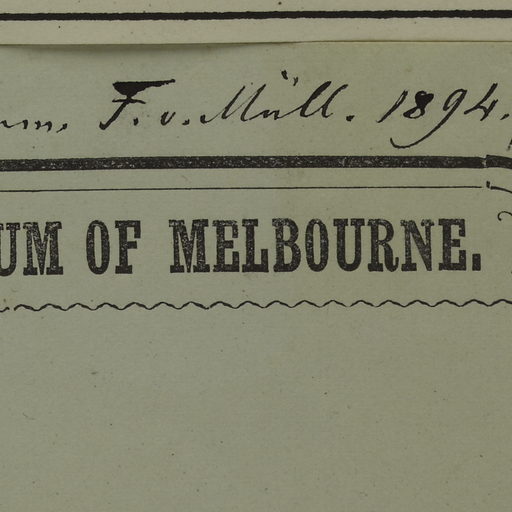 F. v. Müll. 1894.
UM OF MELBOURNE.